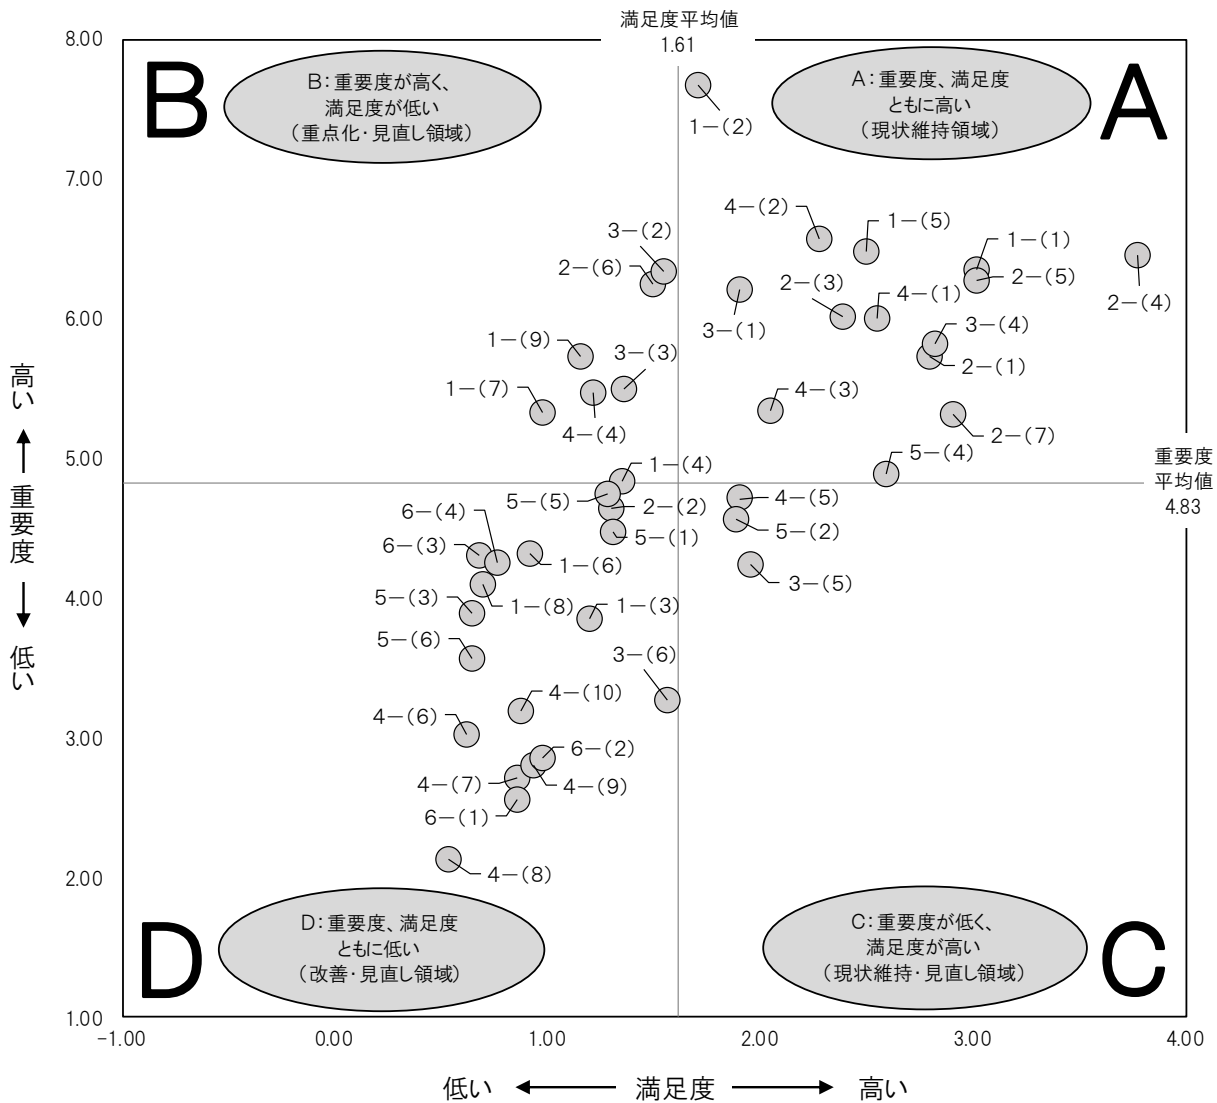 満足度平均値
1.61
8.00
7.00
6.00
5.00
4.00
3.00
2.00
1.00
B
B：重要度が高く、
満足度が低い
（重点化・見直し領域）
A：重要度、満足度
ともに高い
（現状維持領域）
A
1－(2)
4－(2)
1－(5)
3－(2)
1－(1)
2－(6)
2－(3)
2－(5)
4－(1)
2－(4)
3－(1)
3－(4)
1－(9)
3－(3)
2－(1)
1－(7)
4－(3)
4－(4)
2－(7)
5－(4)
重要度
平均値
4.83
1－(4)
5－(5)
2－(2)
4－(5)
6－(4)
5－(1)
5－(2)
6－(3)
1－(6)
3－(5)
5－(3)
1－(8)
1－(3)
5－(6)
3－(6)
4－(10)
4－(6)
6－(2)
4－(7)
4－(9)
6－(1)
4－(8)
D
D：重要度、満足度
ともに低い
（改善・見直し領域）
C：重要度が低く、
満足度が高い
（現状維持・見直し領域）
C
高い
重要度
低い
-1.00
0.00
1.00
2.00
3.00
4.00
低い
満足度
高い